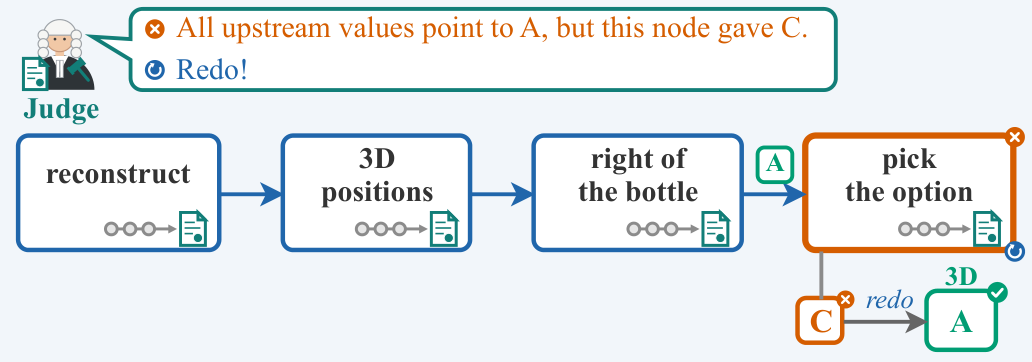 All upstream values point to A, but this node gave C.
Redo!
Judge
reconstruct
3D
positions
right of
the bottle
A
pick
the option
3D
C
redo
A